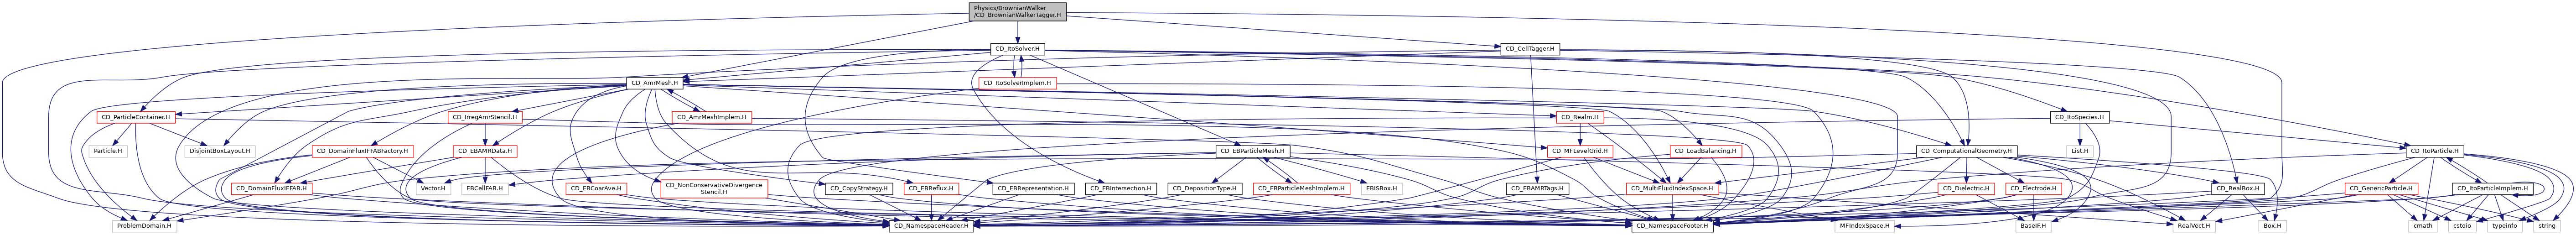 Physics/BrownianWalker
/CD_BrownianWalkerTagger.H
CD_ItoSolver.H
CD_CellTagger.H
CD_AmrMesh.H
CD_ItoSolverImplem.H
CD_ParticleContainer.H
CD_IrregAmrStencil.H
CD_AmrMeshImplem.H
CD_Realm.H
CD_ItoSpecies.H
Particle.H
DisjointBoxLayout.H
CD_DomainFluxIFFABFactory.H
CD_EBAMRData.H
CD_EBParticleMesh.H
CD_MFLevelGrid.H
CD_LoadBalancing.H
CD_ComputationalGeometry.H
List.H
CD_ItoParticle.H
CD_DomainFluxIFFAB.H
Vector.H
EBCellFAB.H
CD_EBCoarAve.H
CD_NonConservativeDivergence
Stencil.H
CD_CopyStrategy.H
CD_EBReflux.H
CD_EBRepresentation.H
CD_EBIntersection.H
CD_DepositionType.H
CD_EBParticleMeshImplem.H
EBISBox.H
CD_EBAMRTags.H
CD_MultiFluidIndexSpace.H
CD_Dielectric.H
CD_Electrode.H
CD_RealBox.H
CD_GenericParticle.H
CD_ItoParticleImplem.H
ProblemDomain.H
CD_NamespaceHeader.H
CD_NamespaceFooter.H
MFIndexSpace.H
BaseIF.H
RealVect.H
Box.H
cmath
cstdio
typeinfo
string